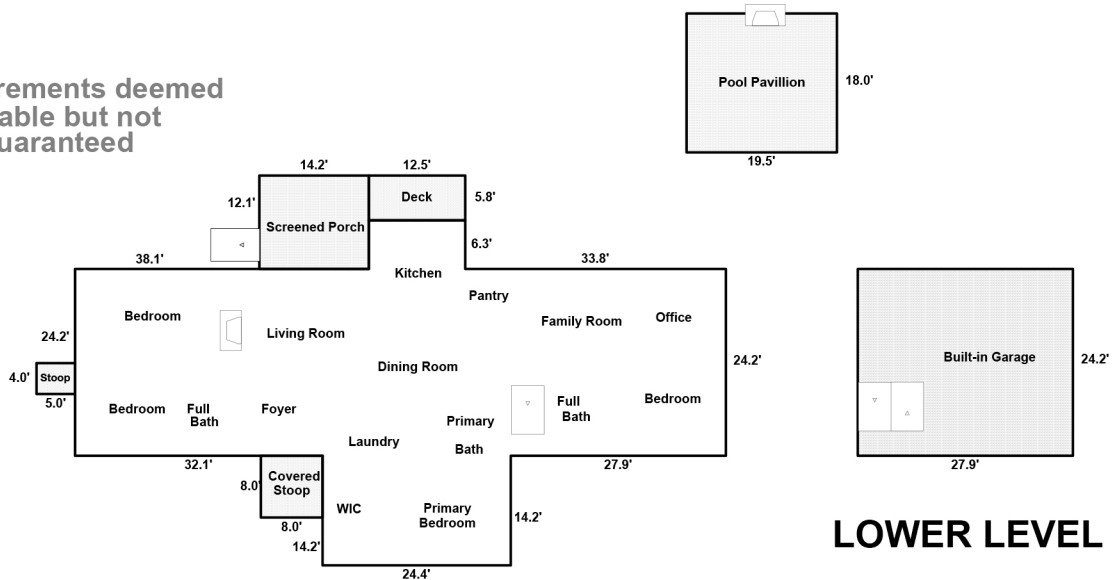 rements deemed
able but not
uaranteed
Pool Pavillion
18.0'
19.5'
14.2'
12.5'
12.1'
Deck
5.8'
Screened Porch
6.3'
38.1'
Kitchen
33.8'
Pantry
Bedroom
Family Room
Office
24.2'
Living Room
Dining Room
24.2'
Built-in Garage
24.2'
4.0'
Stoop
5.0'
Bedroom
Full
Bath
Foyer
Full
Bath
Bedroom
Primary
Bath
Laundry
32.1'
27.9'
27.9'
Covered
Stoop
8.0'
8.0'
WIC
Primary
Bedroom
14.2'
14.2'
24.4'
LOWER LEVEL